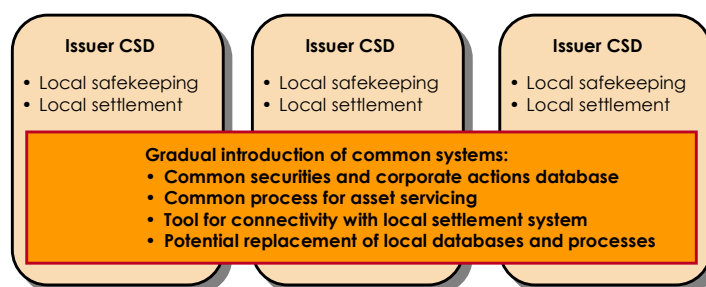 Issuer CSD
• Local safekeeping
• Local settlement
Issuer CSD
• Local safekeeping
• Local settlement
Issuer CSD
• Local safekeeping
• Local settlement
Gradual introduction of common systems:
• Common securities and corporate actions database
• Common process for asset servicing
• Tool for connectivity with local settlement system
• Potential replacement of local databases and processes